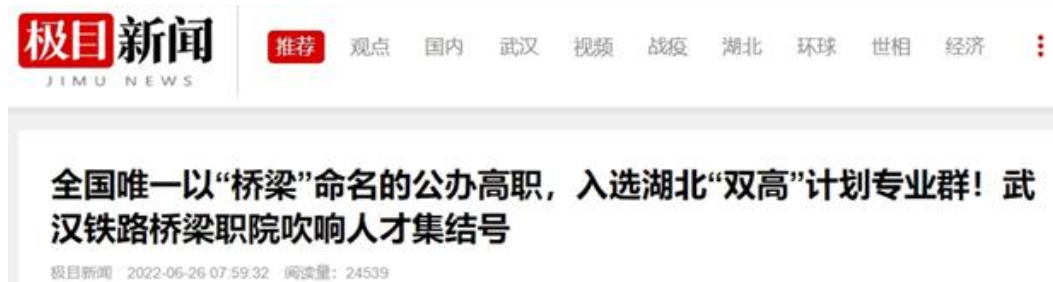 极目新闻
JIMU NEWS
推荐 观点 国内 武汉 视频 战疫 湖北 环球 世相 经济
全国唯一以“桥梁”命名的公办高职，入选湖北“双高”计划专业群！武
汉铁路桥梁职院吹响人才集结号
极目新闻 2022-06-26 07:59:32 阅读量：24539